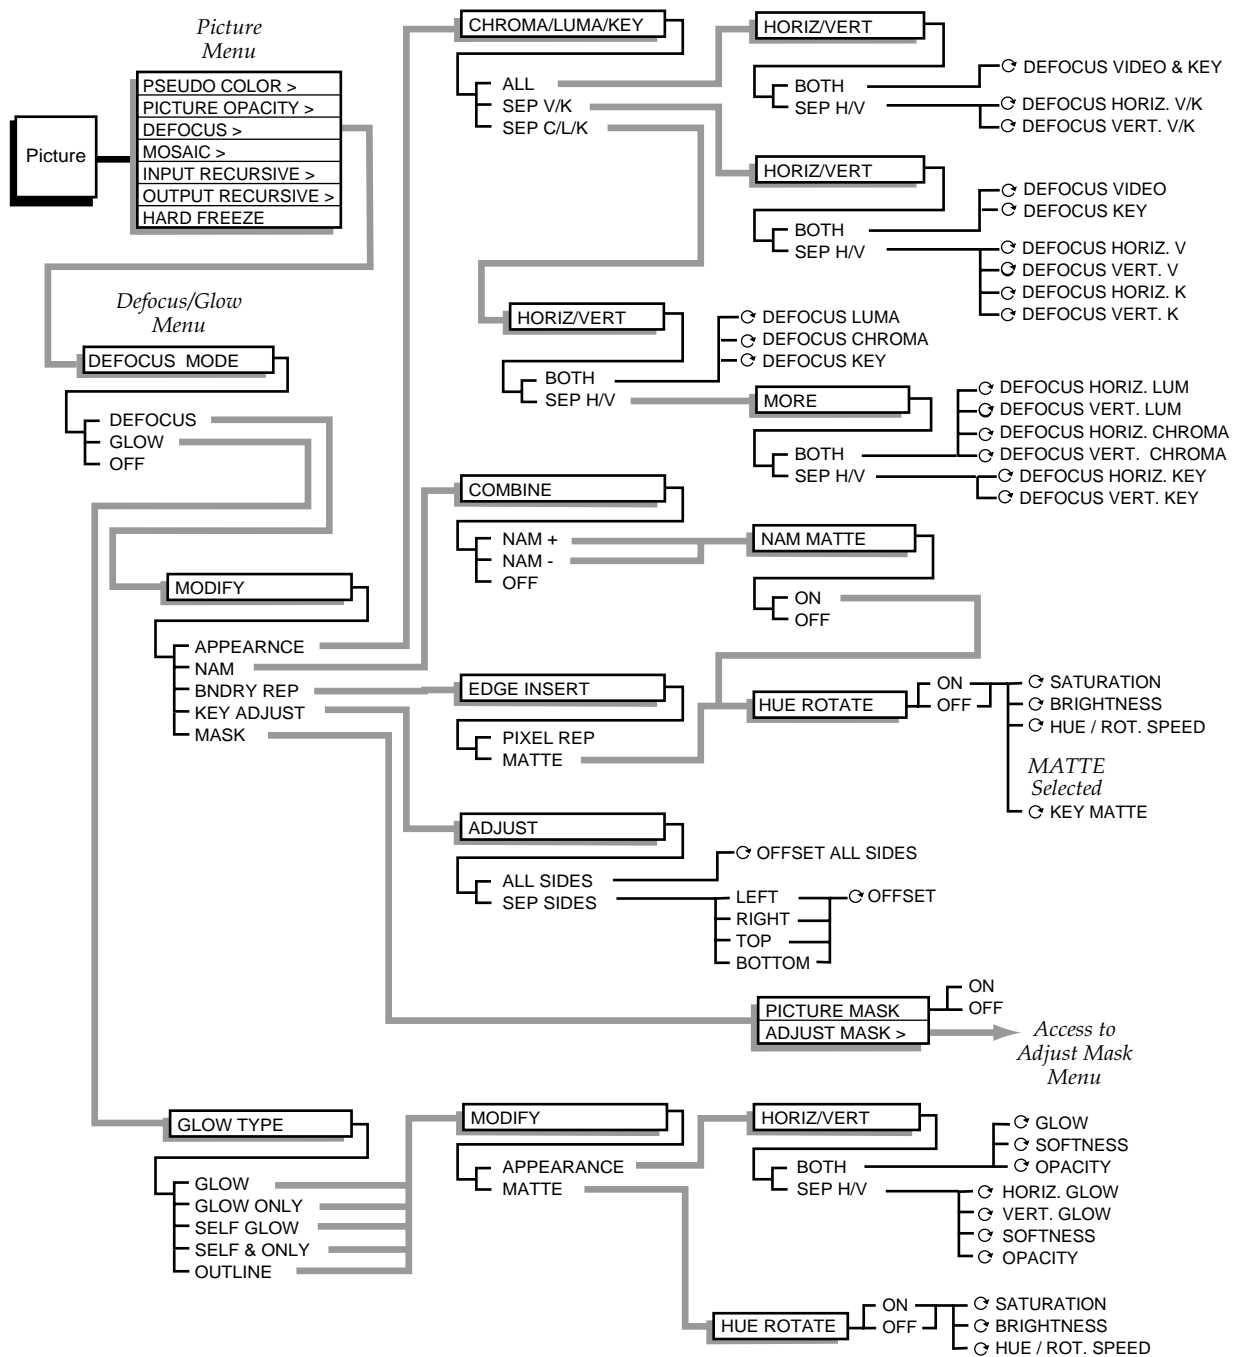 Picture
Menu
Picture
PSEUDO COLOR >
PICTURE OPACITY >
DEFOCUS >
MOSAIC >
INPUT RECURSIVE >
OUTPUT RECURSIVE >
HARD FREEZE
CHROMA/LUMA/KEY
ALL
SEP V/K
SEP C/L/K
HORIZ/VERT
BOTH
SEP H/V
DEFOCUS VIDEO & KEY
DEFOCUS HORIZ. V/K
DEFOCUS VERT. V/K
HORIZ/VERT
BOTH
SEP H/V
DEFOCUS VIDEO
DEFOCUS KEY
DEFOCUS HORIZ. V
DEFOCUS VERT. V
DEFOCUS HORIZ. K
DEFOCUS VERT. K
HORIZ/VERT
BOTH
SEP H/V
DEFOCUS LUMA
DEFOCUS CHROMA
DEFOCUS KEY
MORE
BOTH
SEP H/V
DEFOCUS HORIZ. LUM
DEFOCUS VERT. LUM
DEFOCUS HORIZ. CHROMA
DEFOCUS VERT. CHROMA
DEFOCUS HORIZ. KEY
DEFOCUS VERT. KEY
Defocus/Glow
Menu
DEFOCUS MODE
DEFOCUS
GLOW
OFF
MODIFY
APPEARNCE
NAM
BNDRY REP
KEY ADJUST
MASK
COMBINE
NAM +
NAM -
OFF
NAM MATTE
ON
OFF
EDGE INSERT
PIXEL REP
MATTE
HUE ROTATE
ON
OFF
SATURATION
BRIGHTNESS
HUE / ROT. SPEED
MATTE
Selected
KEY MATTE
ADJUST
ALL SIDES
SEP SIDES
OFFSET ALL SIDES
LEFT
RIGHT
TOP
BOTTOM
OFFSET
PICTURE MASK
ADJUST MASK >
ON
OFF
Access to
Adjust Mask
Menu
GLOW TYPE
GLOW
GLOW ONLY
SELF GLOW
SELF & ONLY
OUTLINE
MODIFY
APPEARANCE
MATTE
HORIZ/VERT
BOTH
SEP H/V
GLOW
SOFTNESS
OPACITY
HORIZ. GLOW
VERT. GLOW
SOFTNESS
OPACITY
HUE ROTATE
ON
OFF
SATURATION
BRIGHTNESS
HUE / ROT. SPEED